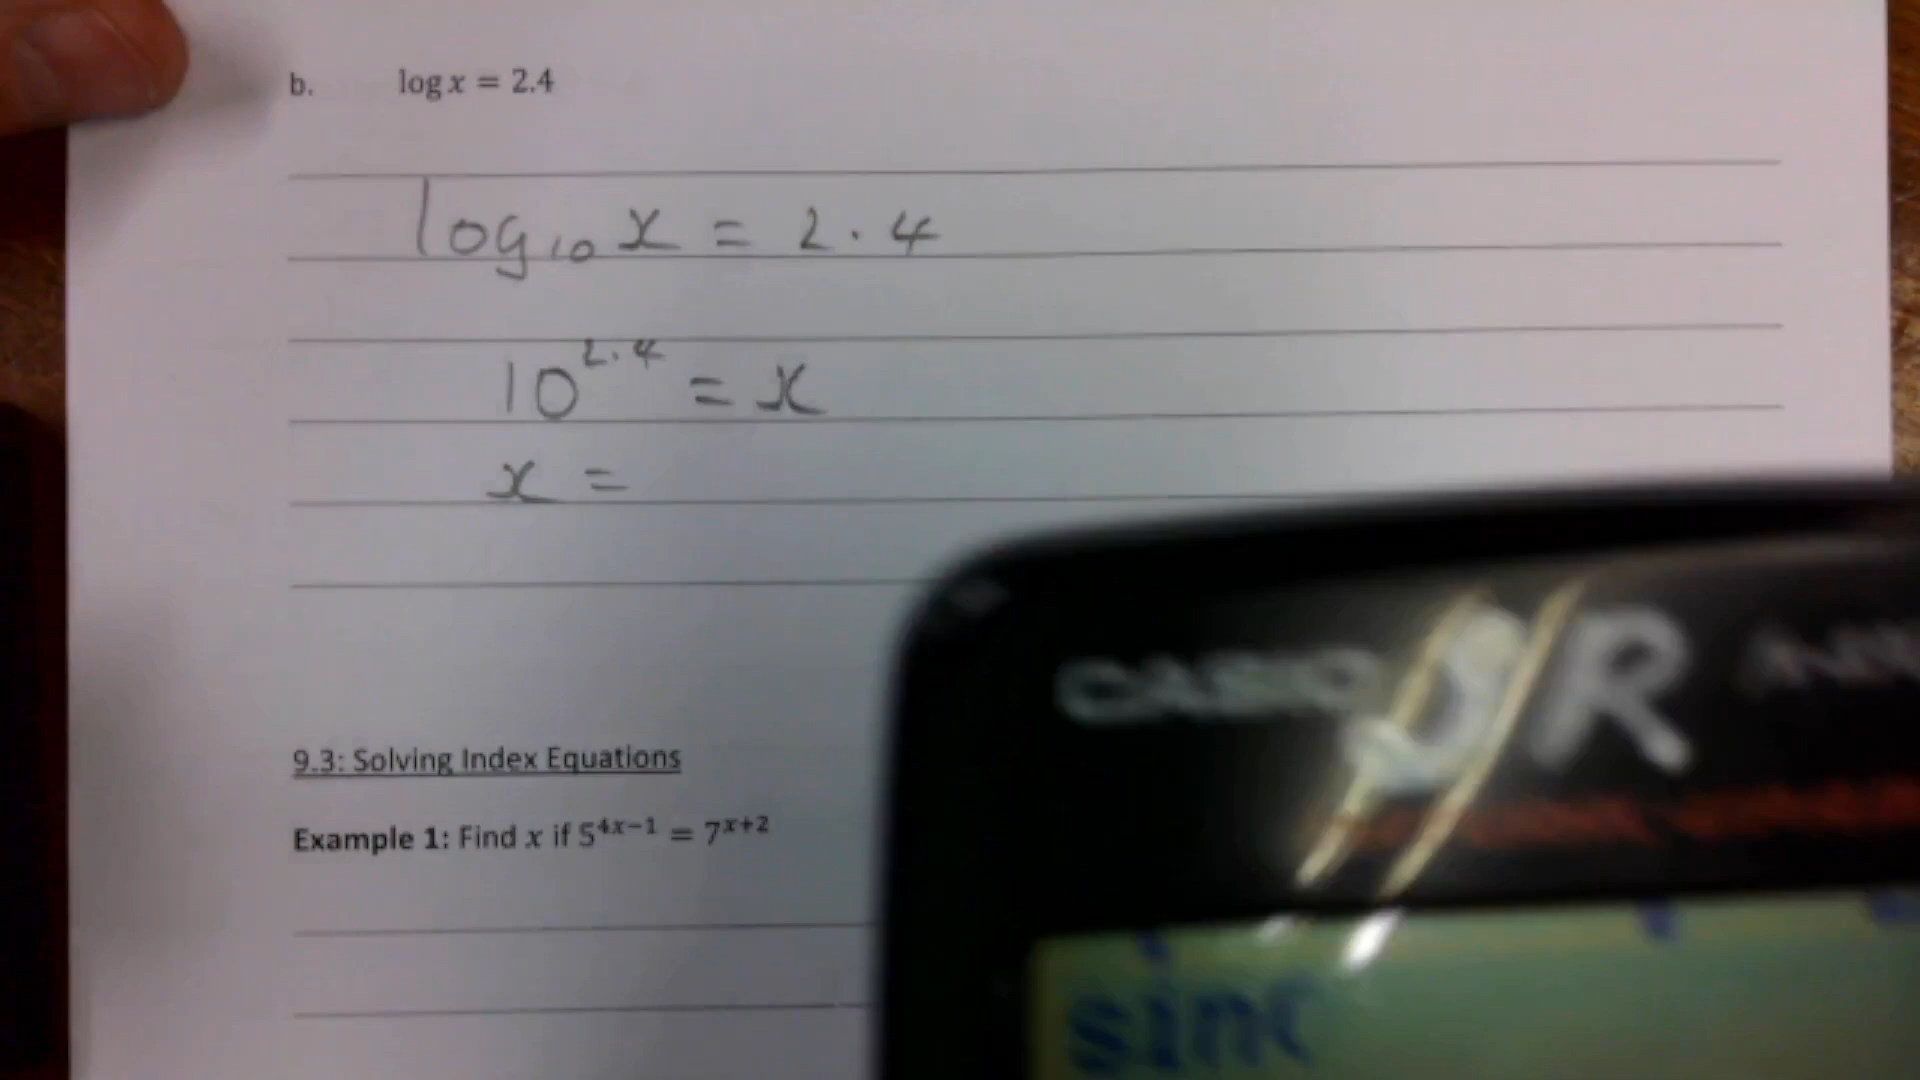 b. log x = 2.4
log₁₀ x = 2.4
10^2.4 = x
x =
CASIO JR
9.3: Solving Index Equations
Example 1: Find x if 5^4x−1 = 7^x+2
sin(